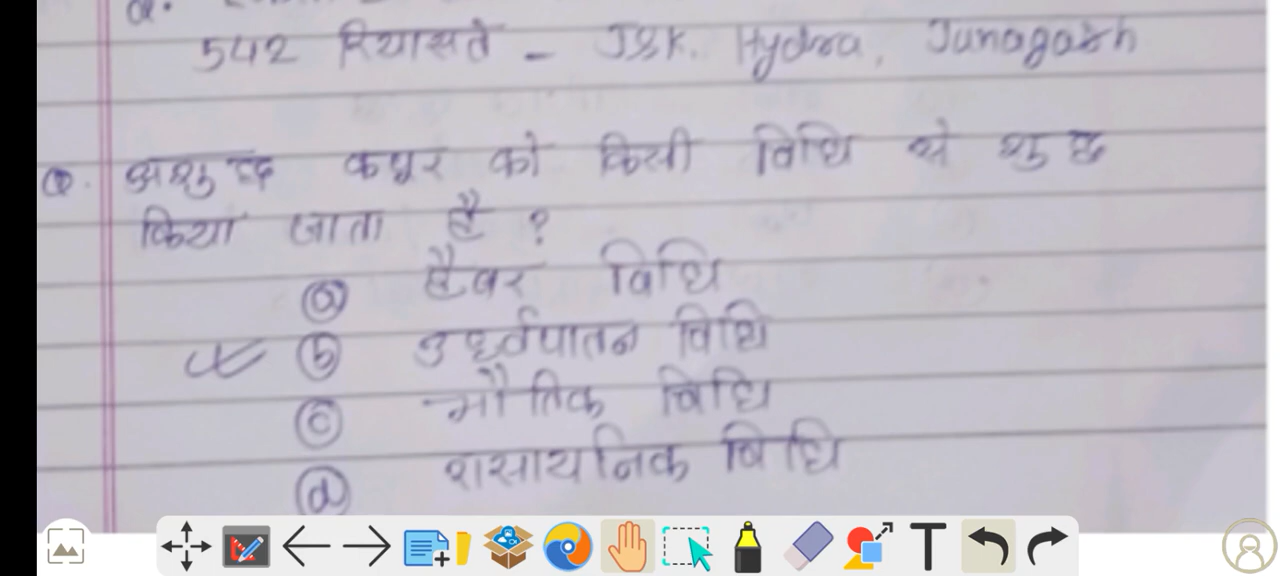 542 रियासते - J&K. Hydra, Junagarh
Q. अशुद्ध कपूर को किसी विधि से शुद्ध
किया जाता है ?
ⓐ हैबर विधि
ⓑ उर्ध्वपातन विधि
ⓒ भौतिक विधि
ⓓ रासायनिक विधि
T